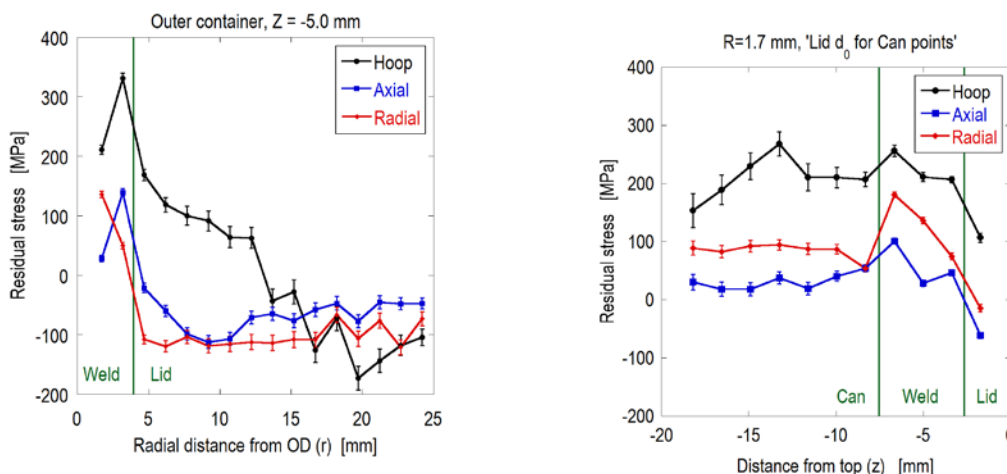 Outer container, Z = -5.0 mm
400
300
200
100
0
-100
-200
Residual stress [MPa]
Hoop
Axial
Radial
Weld
Lid
0
5
10
15
20
25
Radial distance from OD (r) [mm]
R=1.7 mm, 'Lid d₀ for Can points'
400
300
200
100
0
-50
-100
-200
Residual stress [MPa]
Hoop
Axial
Radial
Can
Weld
Lid
-20
-15
-10
-5
Distance from top (z) [mm]